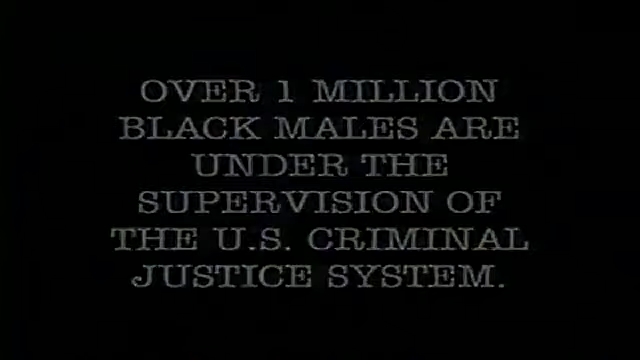 OVER 1 MILLION
BLACK MALES ARE
UNDER THE
SUPERVISION OF
THE U.S. CRIMINAL
JUSTICE SYSTEM.